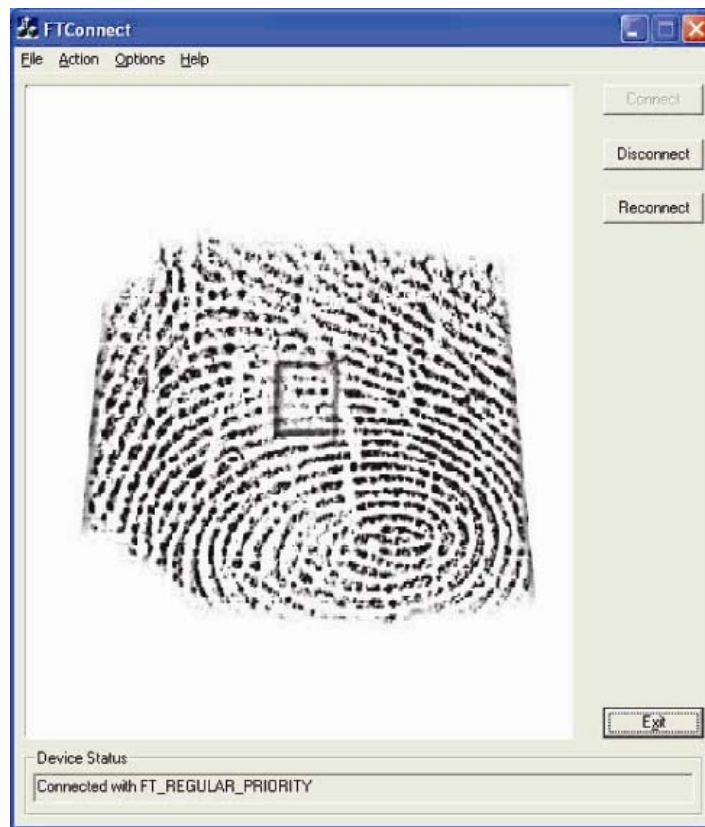 FTConnect
File Action Options Help
Connect
Disconnect
Reconnect
Exit
Device Status
Connected with FT_REGULAR_PRIORITY